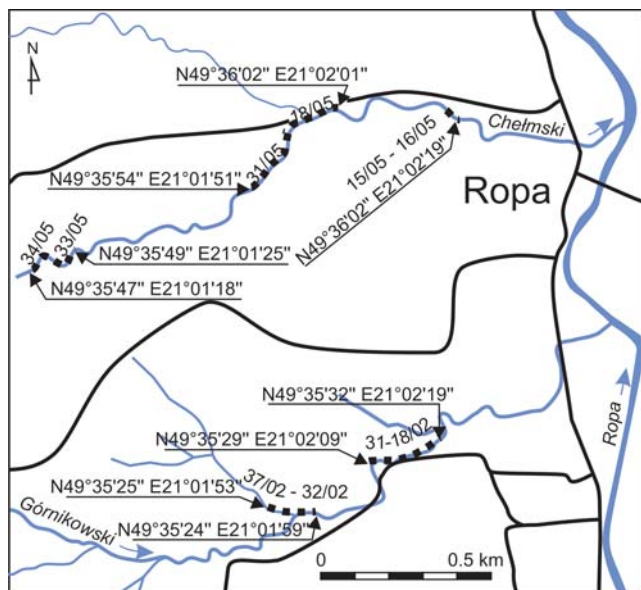 N
N49°36'02" E21°02'01"
31/05 - 18/05
Chełmski
15/05 - 16/05
N49°36'02" E21°02'19"
N49°35'54" E21°01'51"
Ropa
34/05
33/05
N49°35'49" E21°01'25"
N49°35'47" E21°01'18"
N49°35'32" E21°02'19"
31-18/02
N49°35'29" E21°02'09"
Ropa
37/02 - 32/02
N49°35'25" E21°01'53"
Górnikowski
N49°35'24" E21°01'59"
0 0.5 km